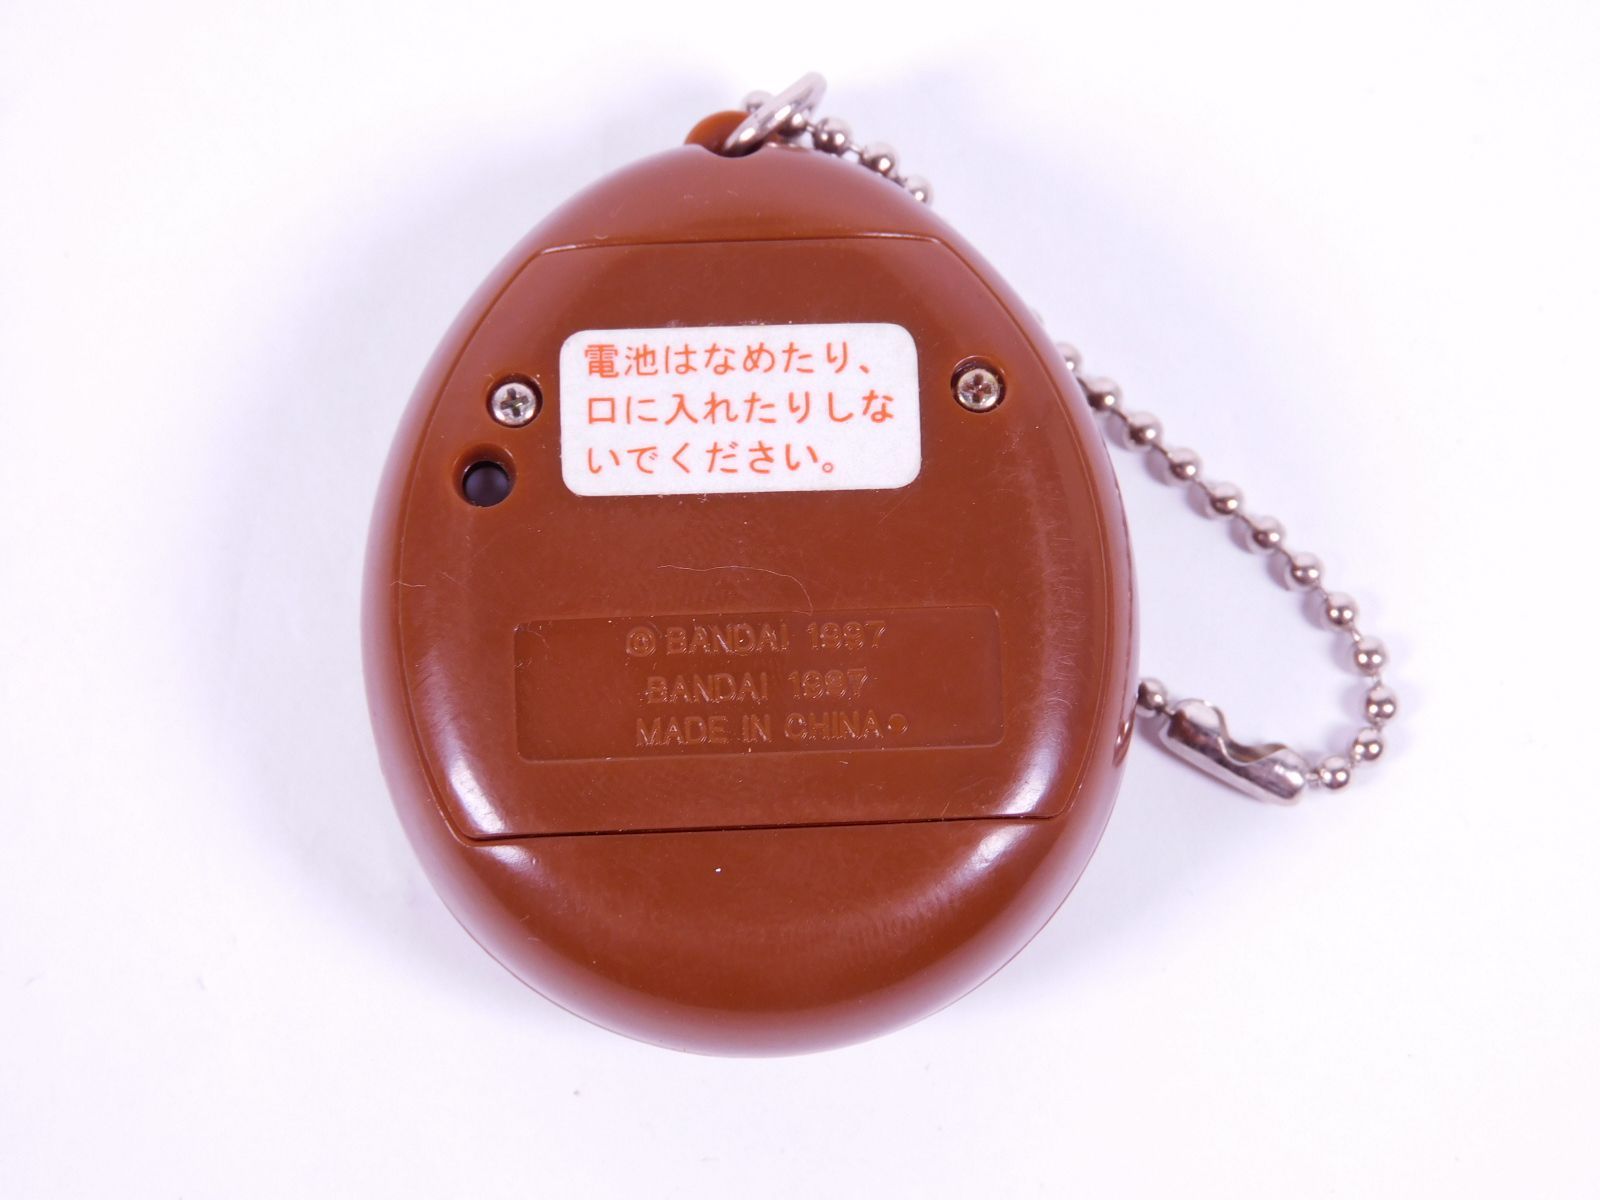 電池はなめたり、
口に入れたりしな
いでください。
© BANDAI 1997
BANDAI 1997
MADE IN CHINA